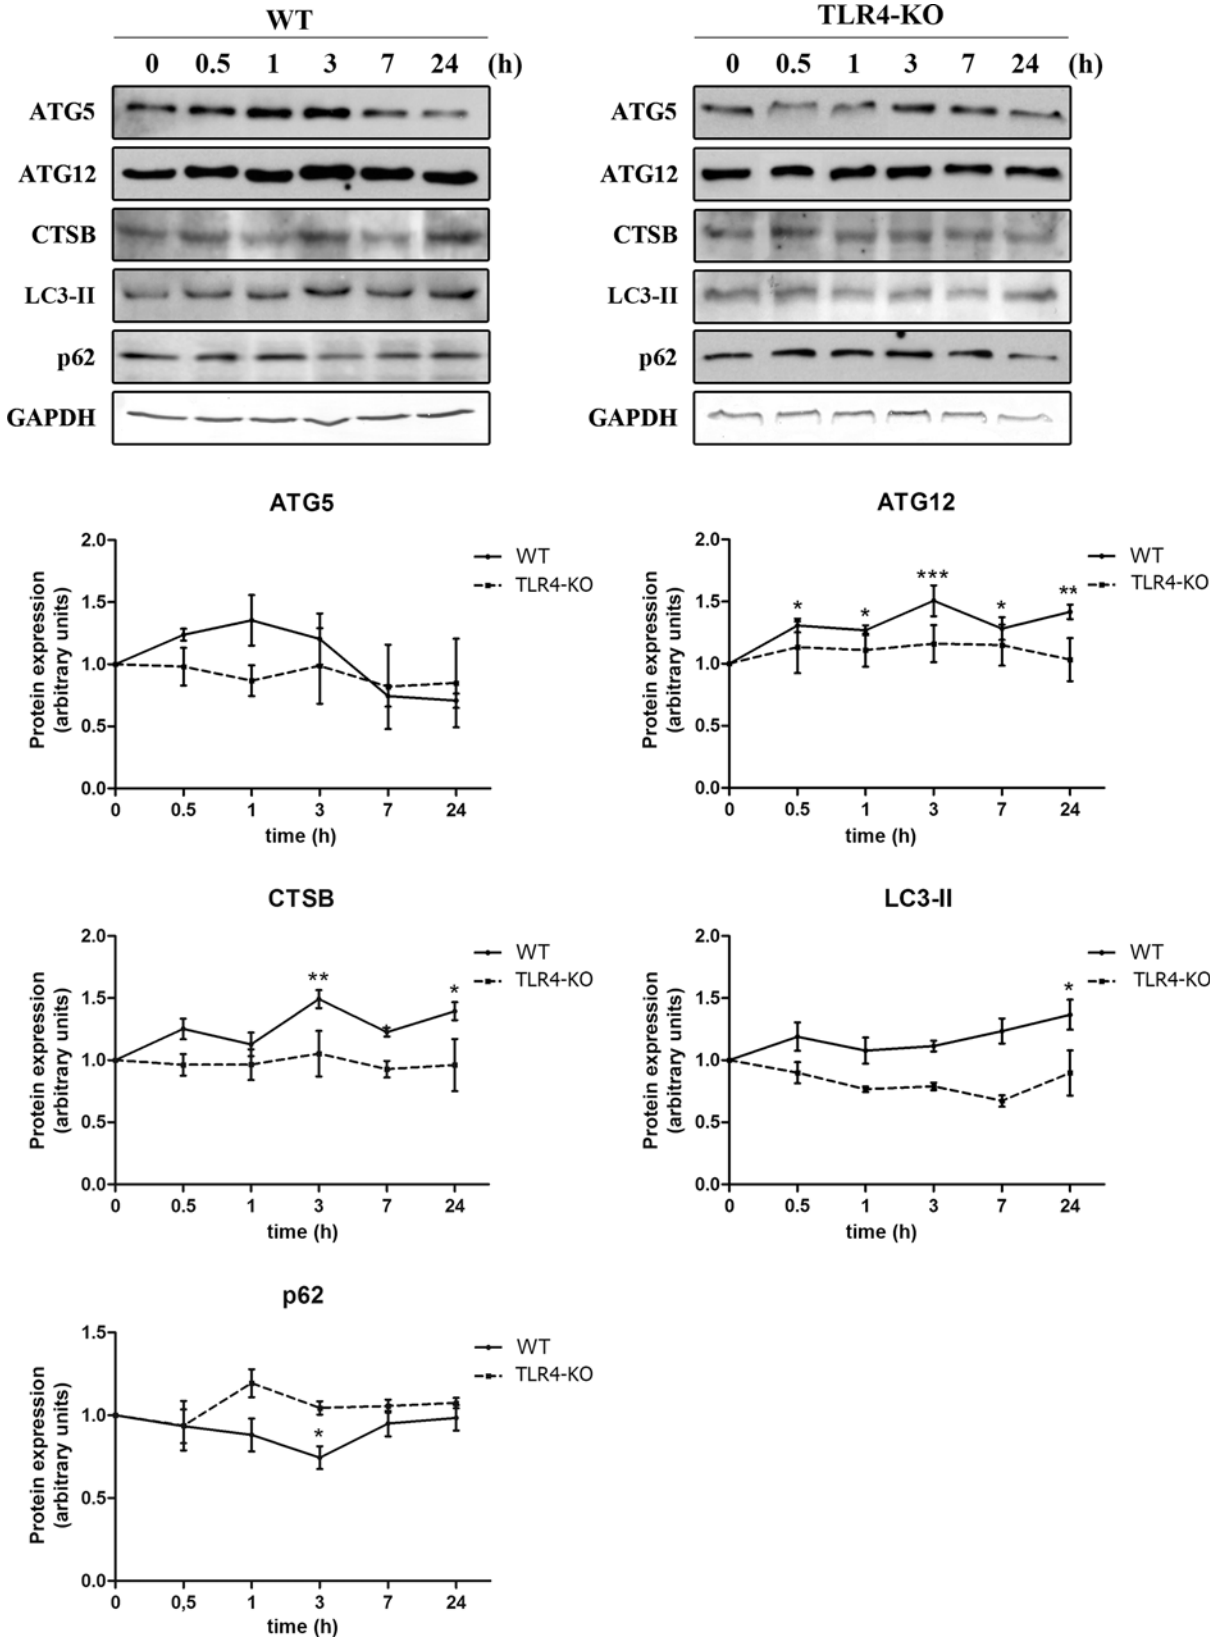 WT
TLR4-KO
0 0.5 1 3 7 24 (h)
0 0.5 1 3 7 24 (h)
ATG5
ATG5
ATG12
ATG12
CTSB
CTSB
LC3-II
LC3-II
p62
p62
GAPDH
GAPDH
ATG5
Protein expression
(arbitrary units)
2.0
1.5
1.0
0.5
0.0
WT
TLR4-KO
0 0.5 1 3 7 24
time (h)
ATG12
Protein expression
(arbitrary units)
2.0
1.5
1.0
0.5
0.0
* * *** * **
WT
TLR4-KO
0 0.5 1 3 7 24
time (h)
CTSB
Protein expression
(arbitrary units)
2.0
1.5
1.0
0.5
0.0
** *
WT
TLR4-KO
0 0.5 1 3 7 24
time (h)
LC3-II
Protein expression
(arbitrary units)
2.0
1.5
1.0
0.5
0.0
*
WT
TLR4-KO
0 0.5 1 3 7 24
time (h)
p62
Protein expression
(arbitrary units)
1.5
1.0
0.5
0.0
*
WT
TLR4-KO
0 0,5 1 3 7 24
time (h)